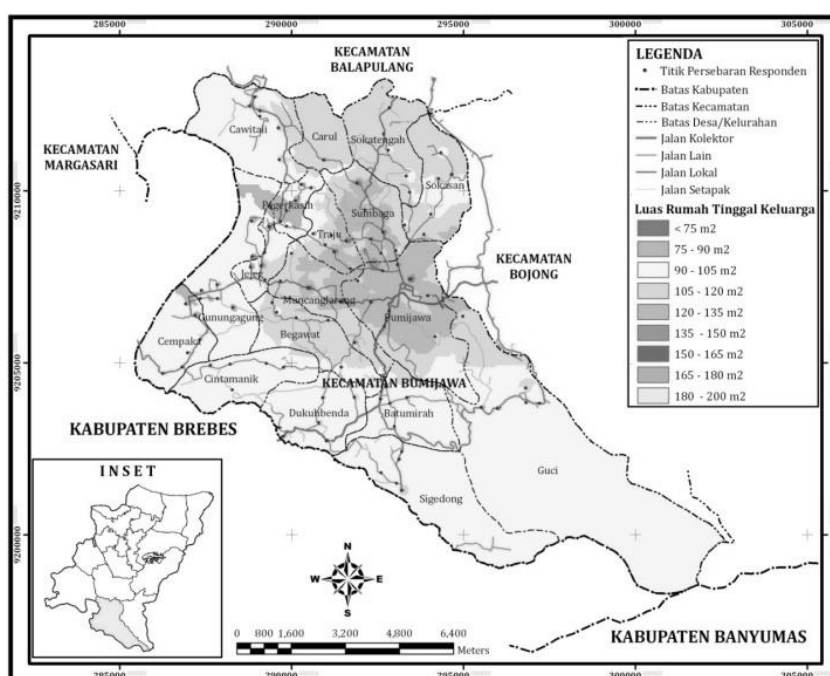 285000 290000 295000 300000 305000
KECAMATAN
BALAPULANG
KECAMATAN
MARGASARI
Cawitali
Carul
Sokatengah
Sokasari
Pagerkasih
Sumbaga
Traju
Jejeg
KECAMATAN
BOJONG
Muncanglarang
Bumijawa
Gunungagung
Cempaka
Begawat
Cintamanik
KECAMATAN BUMIJAWA
Dukuhbenda
Batumirah
KABUPATEN BREBES
Guci
Sigedong
KABUPATEN BANYUMAS
9210000
9205000
9200000
9210000
9205000
9200000
LEGENDA
Titik Persebaran Responden
Batas Kabupaten
Batas Kecamatan
Batas Desa/Kelurahan
Jalan Kolektor
Jalan Lain
Jalan Lokal
Jalan Setapak
Luas Rumah Tinggal Keluarga
< 75 m2
75 - 90 m2
90 - 105 m2
105 - 120 m2
120 - 135 m2
135 - 150 m2
150 - 165 m2
165 - 180 m2
180 - 200 m2
I N S E T
N
W E
S
0 800 1,600 3,200 4,800 6,400
Meters
285000 290000 295000 300000 305000